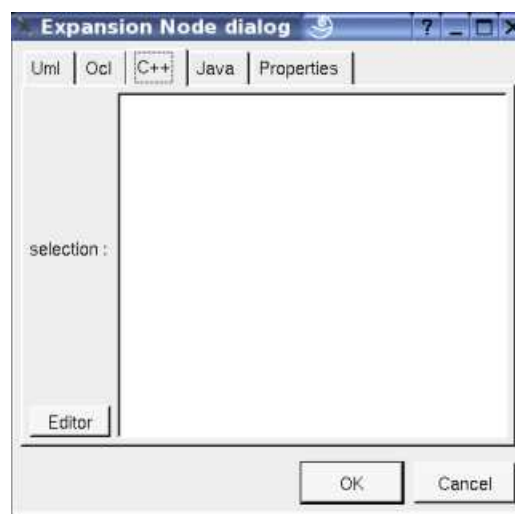 Expansion Node dialog ?
Uml Ocl C++ Java Properties
selection :
Editor
OK Cancel